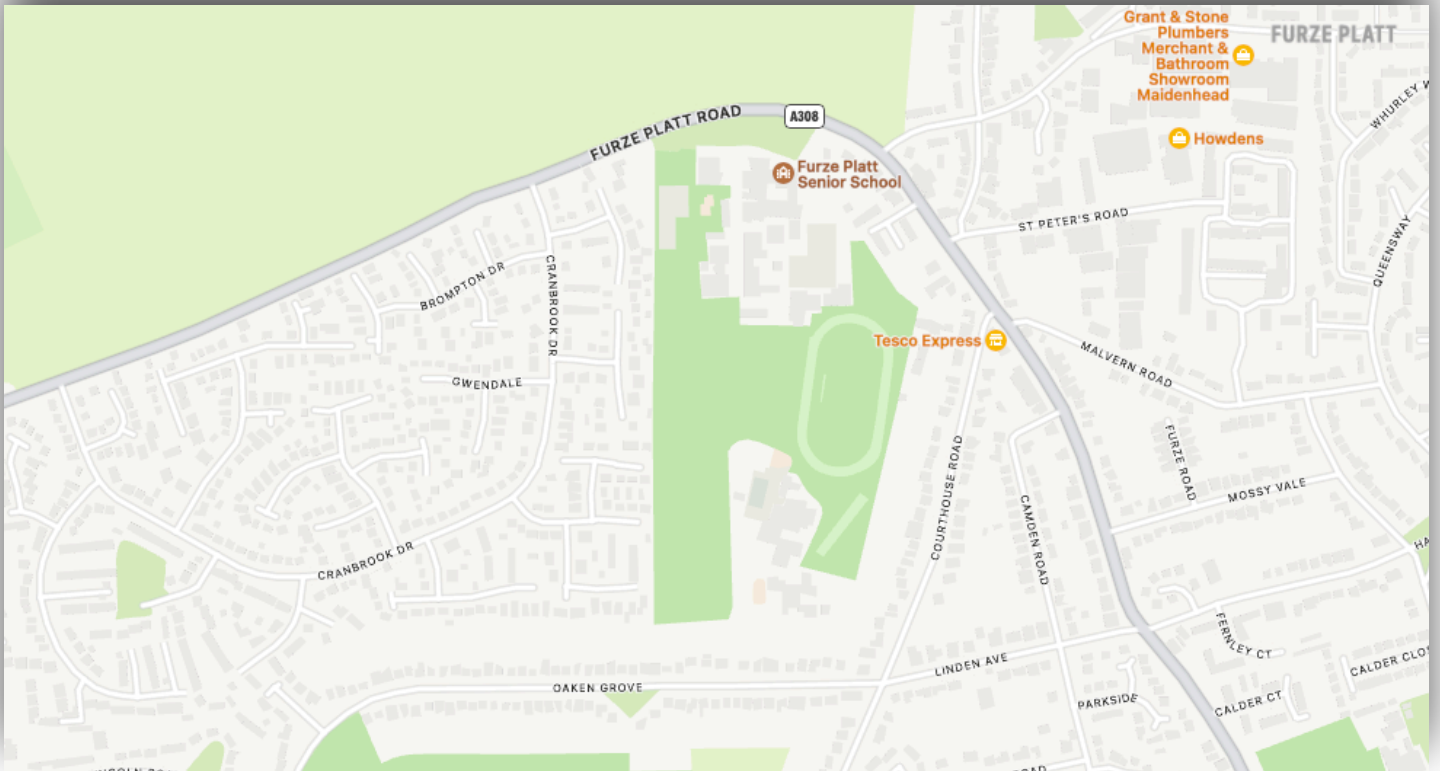 Grant & Stone
Plumbers
Merchant &
Bathroom
Showroom
Maidenhead
FURZE PLATT
WHURLEY
FURZE PLATT ROAD
A308
Howdens
Furze Platt
Senior School
ST PETER'S ROAD
QUEENSWAY
BROMPTON DR
CRANBROOK DR
Tesco Express
MALVERN ROAD
GWENDALE
FURZE ROAD
COURTHOUSE ROAD
MOSSY VALE
CAMDEN ROAD
CRANBROOK DR
FERNLEY CT
LINDEN AVE
CALDER CLO
OAKEN GROVE
PARKSIDE
CALDER CT